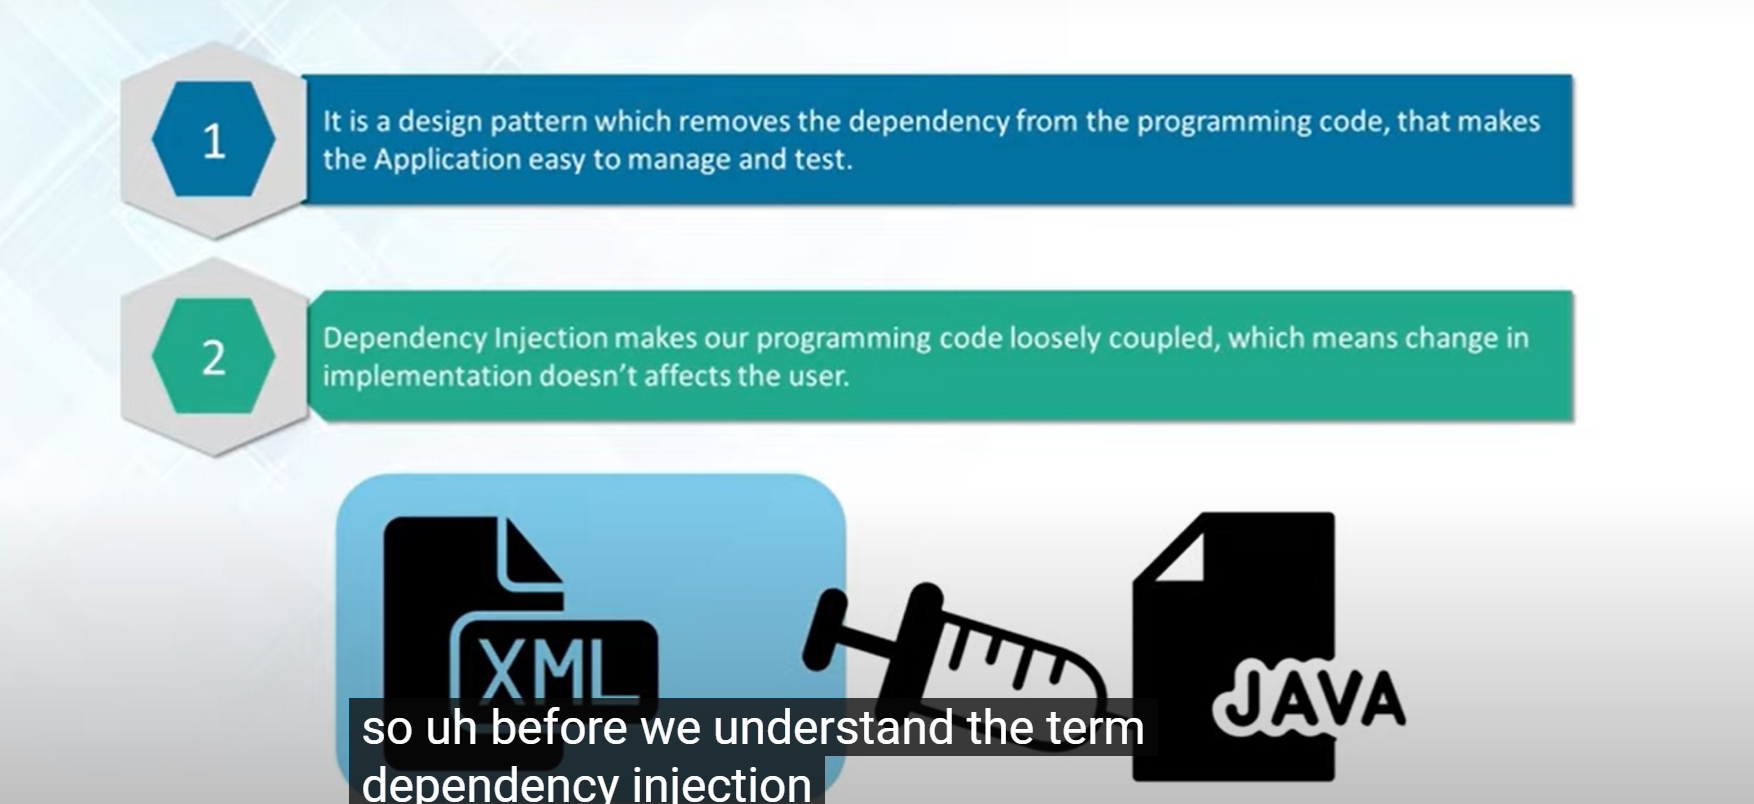 1
It is a design pattern which removes the dependency from the programming code, that makes
the Application easy to manage and test.
2
Dependency Injection makes our programming code loosely coupled, which means change in
implementation doesn't affects the user.
XML
JAVA
so uh before we understand the term
dependency injection